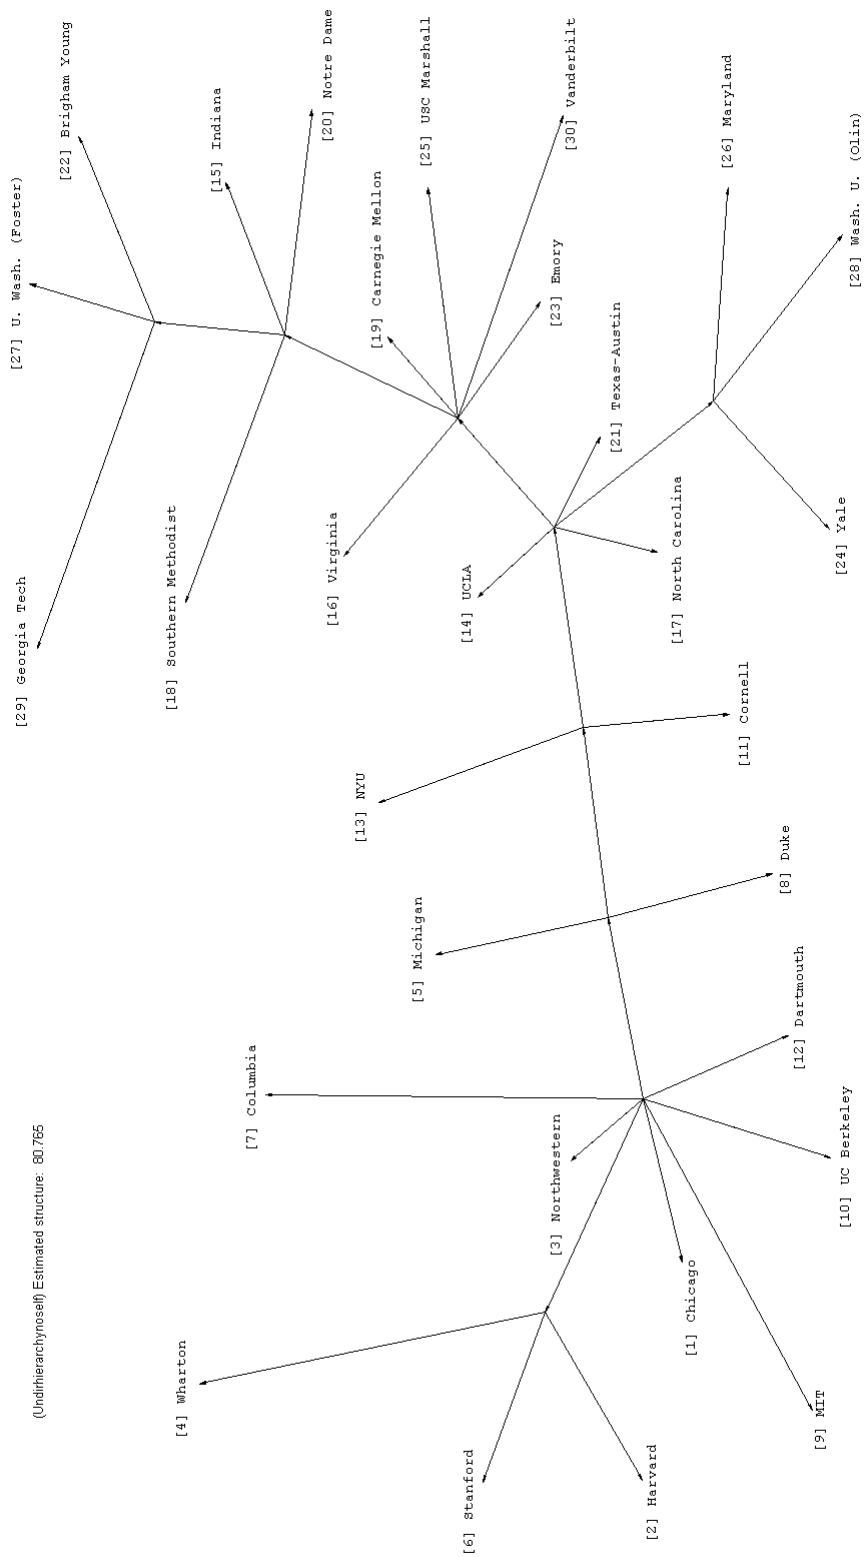 (Undirhierarchynoself) Estimated structure: 80.765
[29] Georgia Tech
[27] U. Wash. (Foster)
[22] Brigham Young
[18] Southern Methodist
[15] Indiana
[20] Notre Dame
[16] Virginia
[19] Carnegie Mellon
[25] USC Marshall
[30] Vanderbilt
[23] Emory
[14] UCLA
[21] Texas-Austin
[17] North Carolina
[26] Maryland
[28] Wash. U. (Olin)
[24] Yale
[13] NYU
[11] Cornell
[5] Michigan
[8] Duke
[7] Columbia
[12] Dartmouth
[3] Northwestern
[10] UC Berkeley
[1] Chicago
[9] MIT
[4] Wharton
[6] Stanford
[2] Harvard